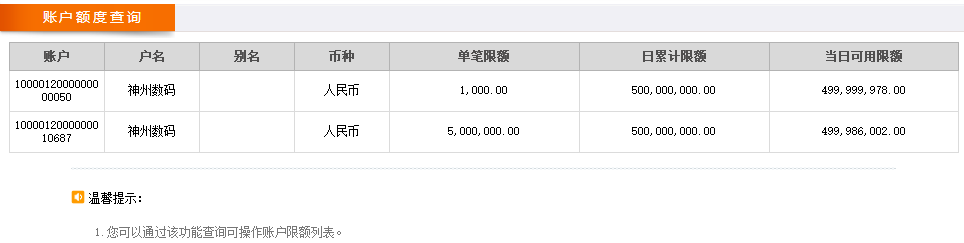 账户额度查询
账户 户名 别名 币种 单笔限额 日累计限额 当日可用限额
10000120000000 神州数码 人民币 1,000.00 500,000,000.00 499,999,978.00
00050
10000120000000 神州数码 人民币 5,000,000.00 500,000,000.00 499,986,002.00
10687
温馨提示：
1. 您可以通过该功能查询可操作账户限额列表。